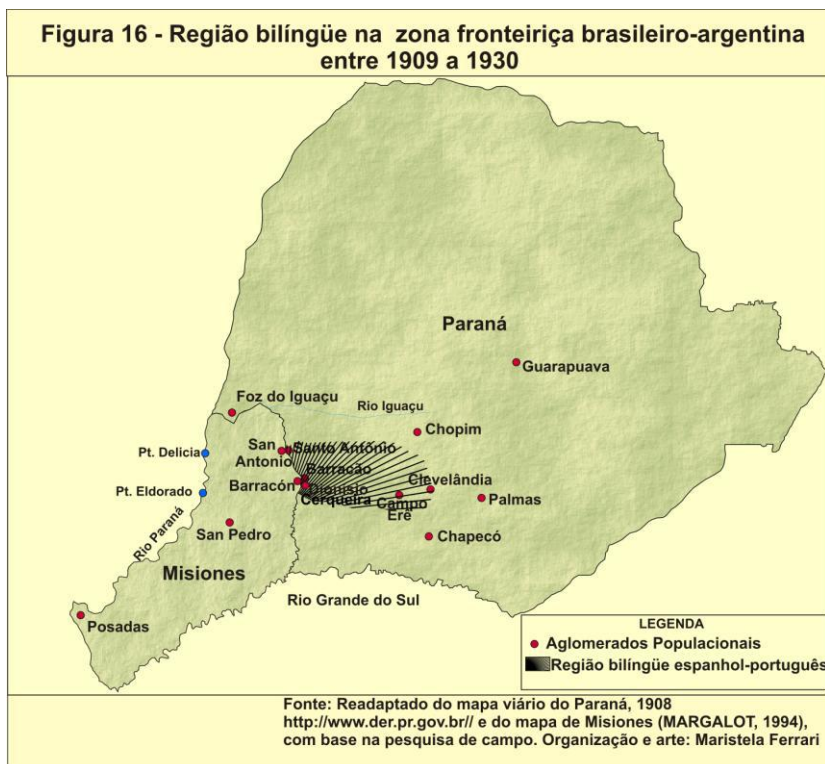 Figura 16 - Região bilíngüe na zona fronteiriça brasileiro-argentina
entre 1909 a 1930
Paraná
Guarapuava
Foz do Iguaçu
Rio Iguaçu
Chopim
San
Antonio
Santo Antônio
Pt. Delicia
Barracão
Barracón
Dionísio
Cerqueira
Clevelândia
Pt. Eldorado
Campo
Erê
Palmas
Rio Paraná
San Pedro
Chapecó
Misiones
Rio Grande do Sul
Posadas
LEGENDA
Aglomerados Populacionais
Região bilíngüe espanhol-português
Fonte: Readaptado do mapa viário do Paraná, 1908
http://www.der.pr.gov.br// e do mapa de Misiones (MARGALOT, 1994),
com base na pesquisa de campo. Organização e arte: Maristela Ferrari